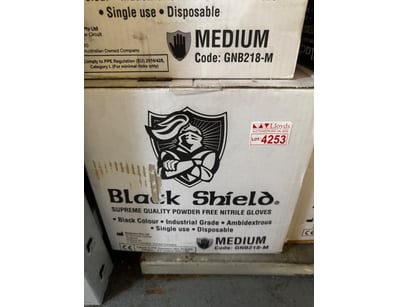 • Single use • Disposable
Pty Ltd
Circuit
Australian Owned Company
Comply to PPE Regulation (EU) 2016/425,
Category I. (For minimal risks only)
MEDIUM
Code: GNB218-M
Lloyds
LOT: 4253
Black Shield®
SUPREME QUALITY POWDER FREE NITRILE GLOVES
• Black Colour • Industrial Grade • Ambidextrous
• Single use • Disposable
MEDIUM
Code: GNB218-M